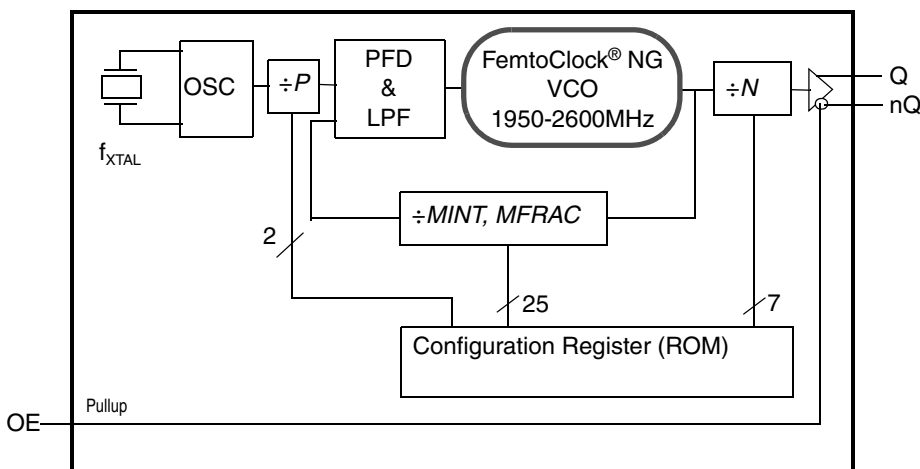 OSC
÷P
PFD
&
LPF
FemtoClock® NG
VCO
1950-2600MHz
÷N
Q
nQ
fXTAL
÷MINT, MFRAC
2
25
7
Configuration Register (ROM)
Pullup
OE